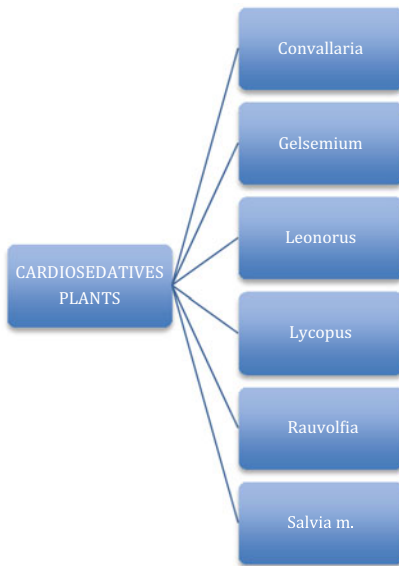 CARDIOSEDATIVES
PLANTS
Convallaria
Gelsemium
Leonorus
Lycopus
Rauvolfia
Salvia m.